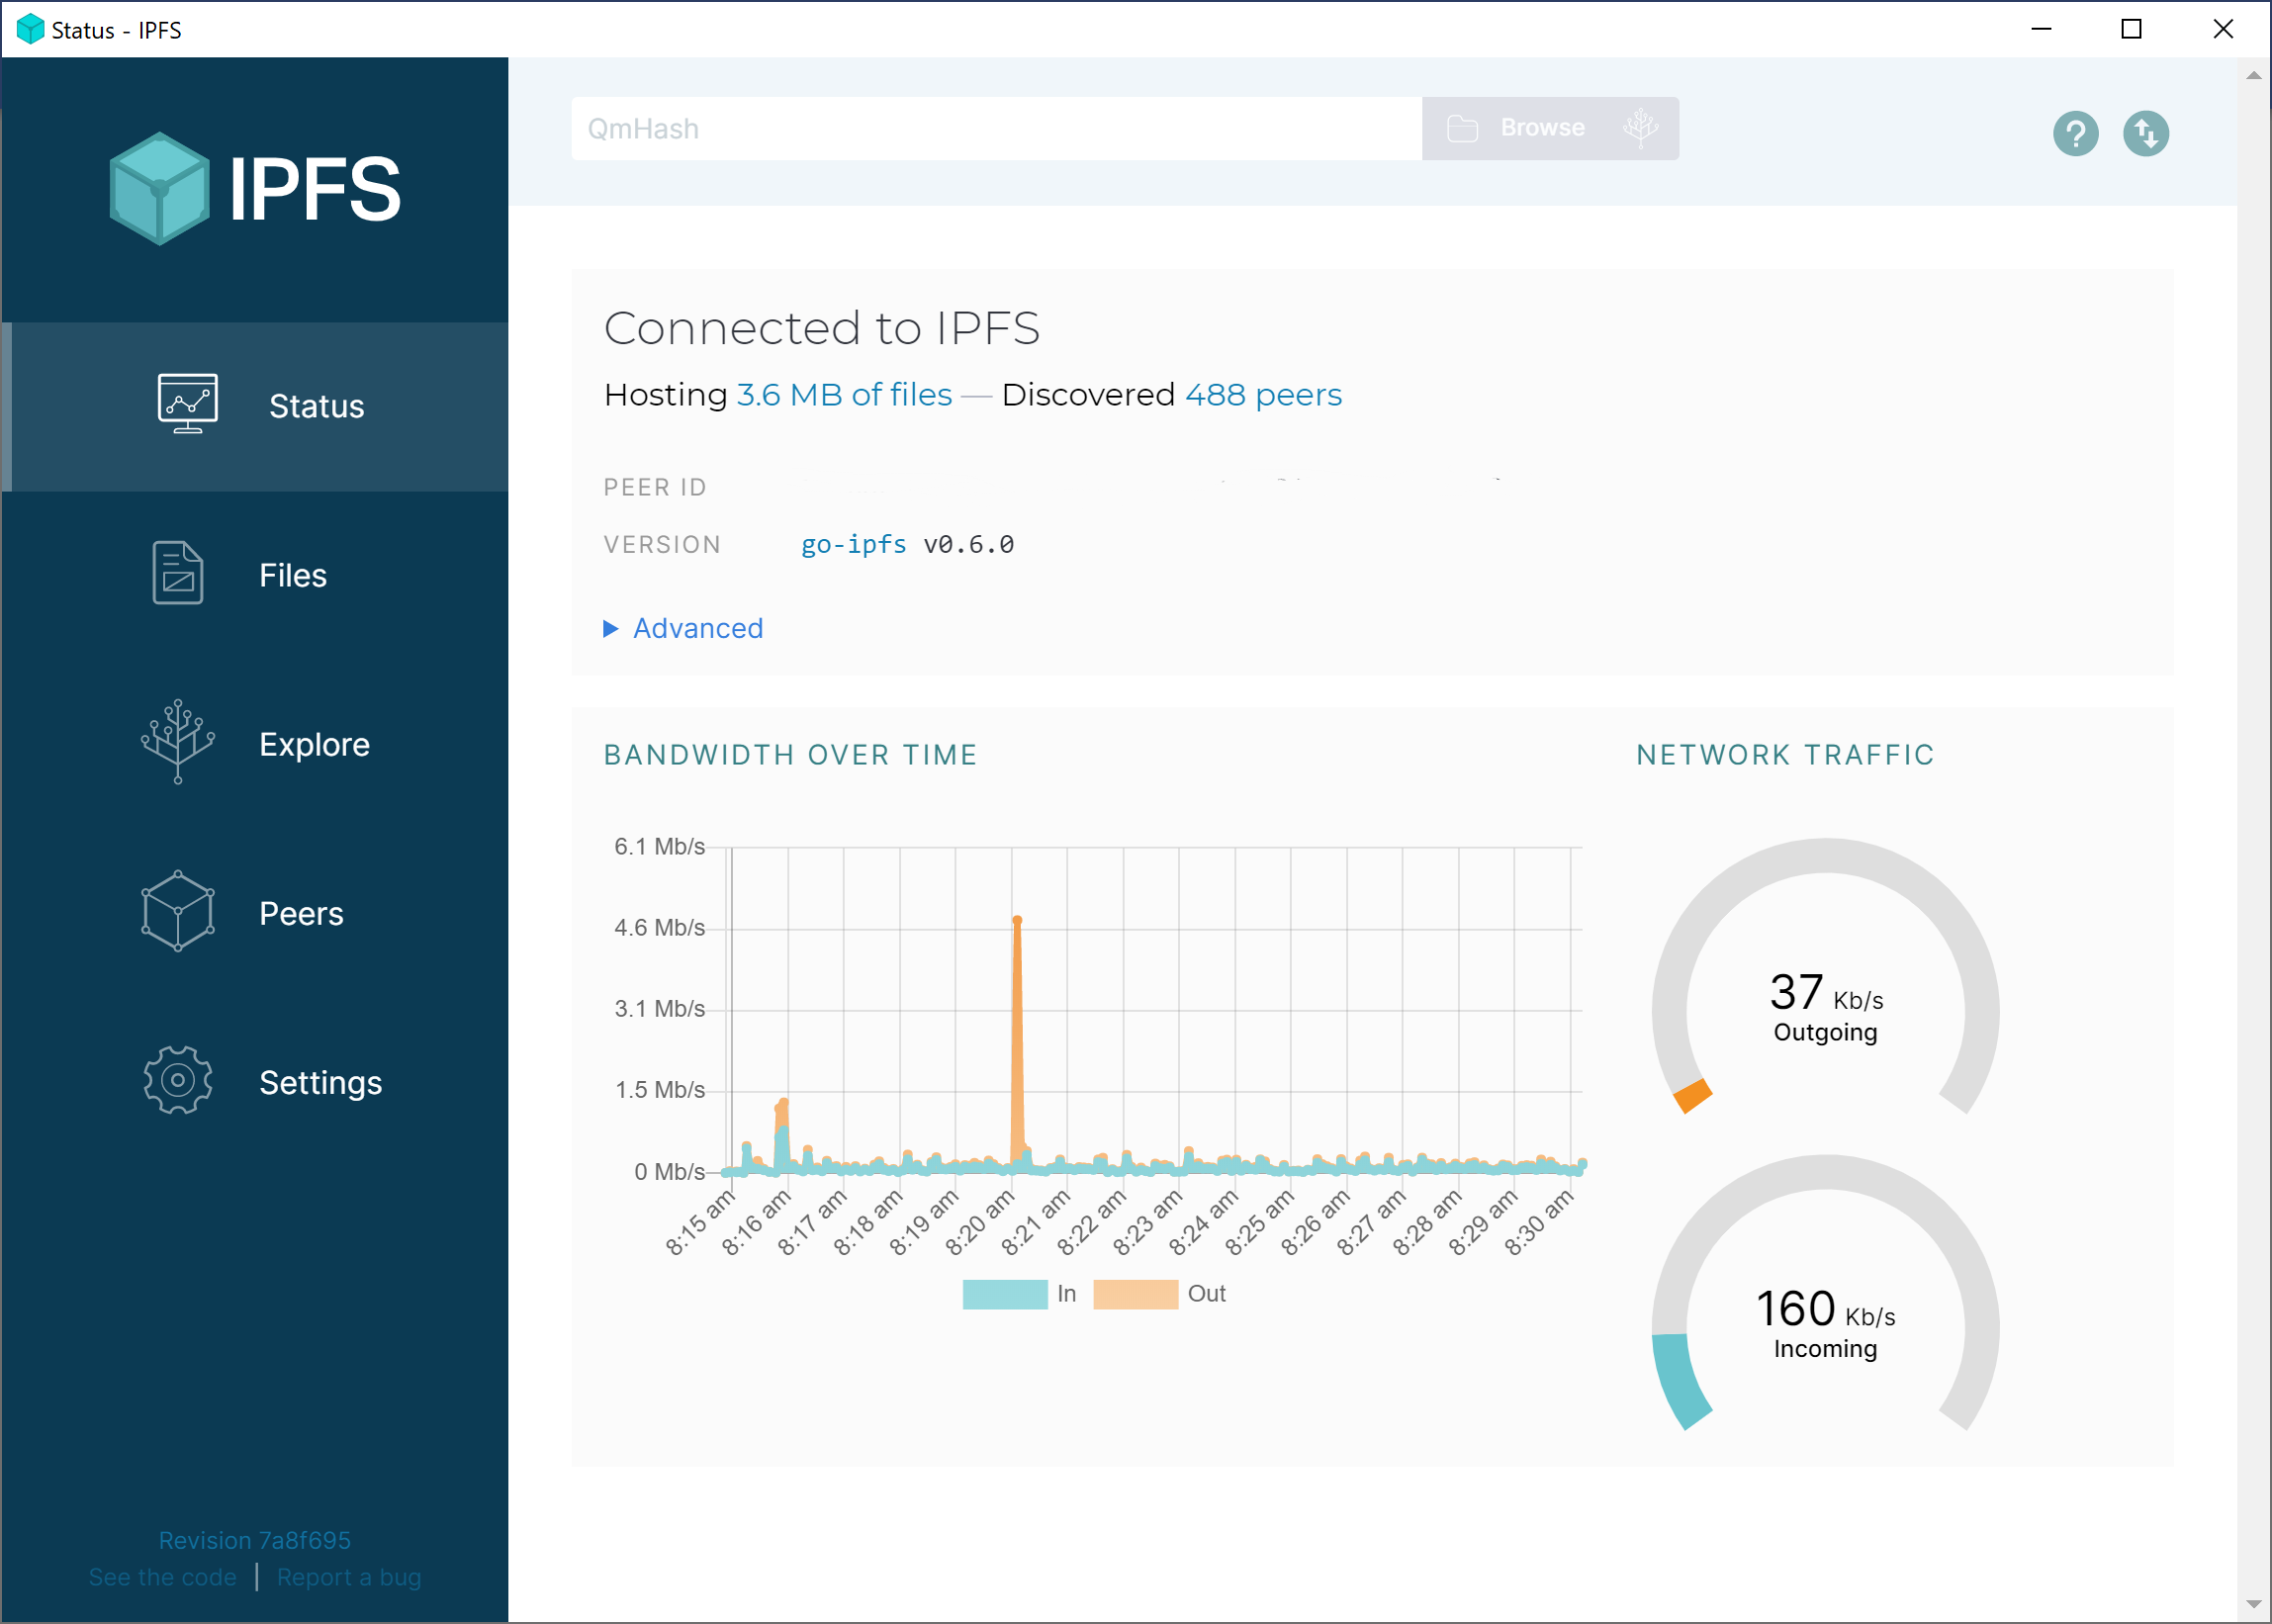 Status - IPFS
IPFS
QmHash
Browse
Status
Files
Explore
Peers
Settings
Revision 7a8f695
See the code | Report a bug
Connected to IPFS
Hosting 3.6 MB of files — Discovered 488 peers
PEER ID
VERSION go-ipfs v0.6.0
Advanced
BANDWIDTH OVER TIME
6.1 Mb/s
4.6 Mb/s
3.1 Mb/s
1.5 Mb/s
0 Mb/s
8:15 am 8:16 am 8:17 am 8:18 am 8:19 am 8:20 am 8:21 am 8:22 am 8:23 am 8:24 am 8:25 am 8:26 am 8:27 am 8:28 am 8:29 am 8:30 am
In Out
NETWORK TRAFFIC
37 Kb/s
Outgoing
160 Kb/s
Incoming